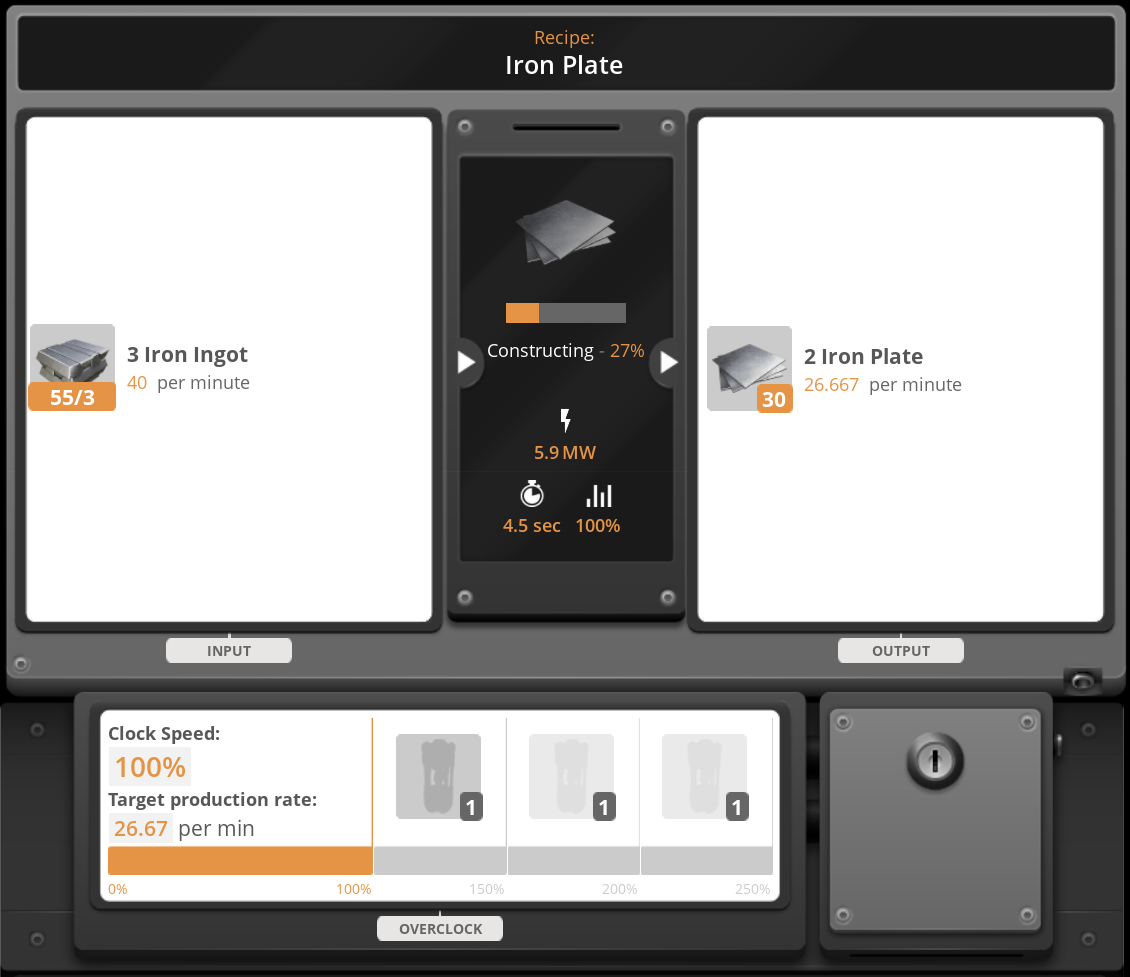 Recipe:
Iron Plate
3 Iron Ingot
40 per minute
55/3
Constructing - 27%
5.9 MW
4.5 sec 100%
2 Iron Plate
26.667 per minute
30
INPUT
OUTPUT
Clock Speed:
100%
Target production rate:
26.67 per min
1 1 1
0% 100% 150% 200% 250%
OVERCLOCK